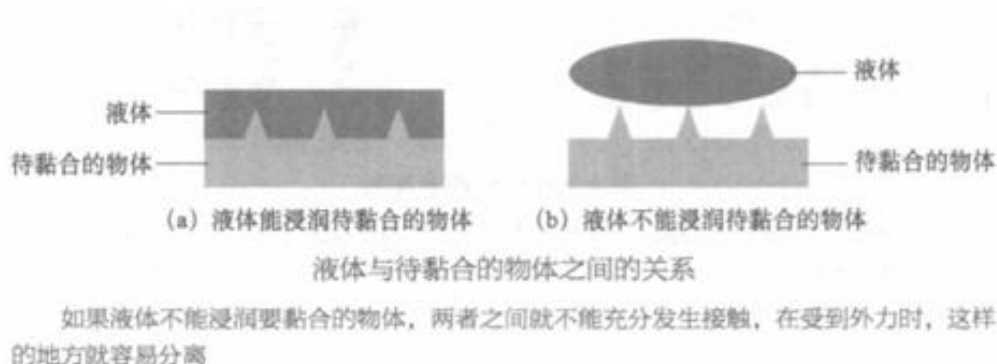 液体
液体
待黏合的物体
待黏合的物体
(a) 液体能浸润待黏合的物体
(b) 液体不能浸润待黏合的物体
液体与待黏合的物体之间的关系
如果液体不能浸润要黏合的物体，两者之间就不能充分发生接触，在受到外力时，这样
的地方就容易分离